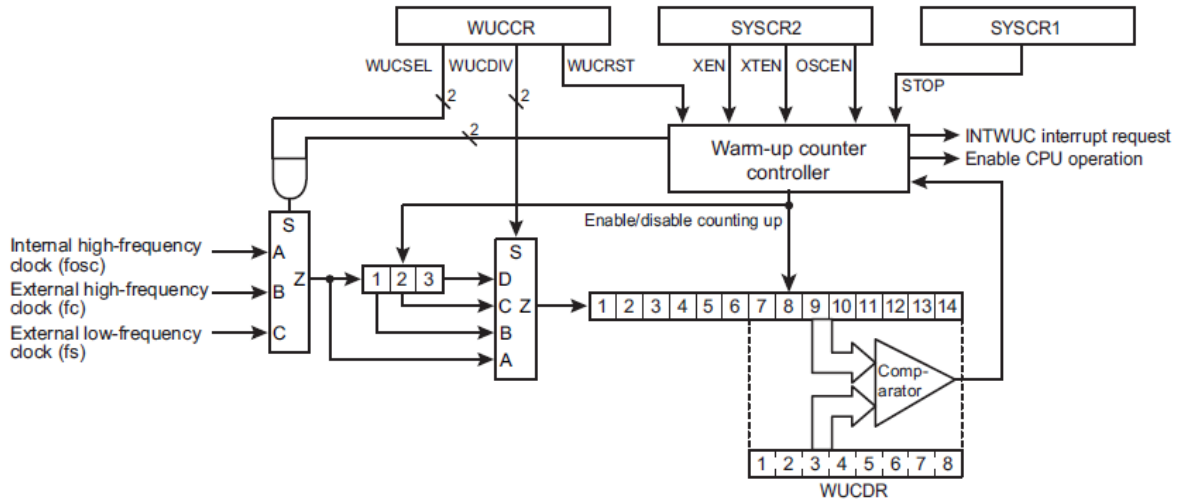 WUCCR
SYSCR2
SYSCR1
WUCSEL WUCDIV WUCRST
XEN XTEN OSCEN
STOP
2 2
2
Warm-up counter
controller
INTWUC interrupt request
Enable CPU operation
Enable/disable counting up
S
A
B
C
Z
Internal high-frequency
clock (fosc)
External high-frequency
clock (fc)
External low-frequency
clock (fs)
1 2 3
S
D
C Z
B
A
1 2 3 4 5 6 7 8 9 10 11 12 13 14
Comp-
arator
1 2 3 4 5 6 7 8
WUCDR